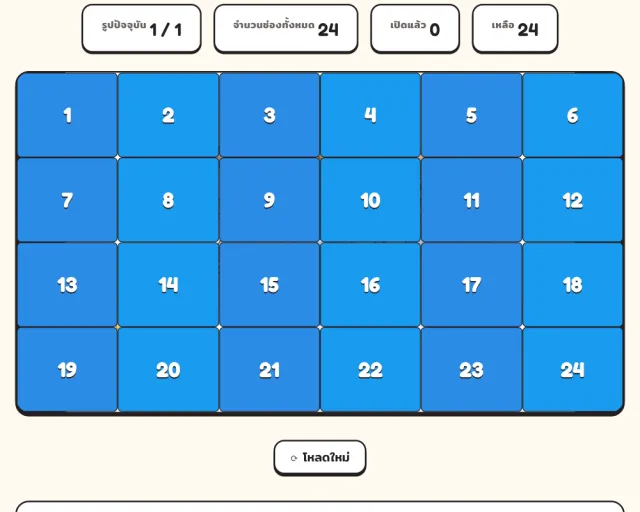 รูปปัจจุบัน 1 / 1
จำนวนช่องทั้งหมด 24
เปิดแล้ว 0
เหลือ 24
1 2 3 4 5 6
7 8 9 10 11 12
13 14 15 16 17 18
19 20 21 22 23 24
⟳ โหลดใหม่